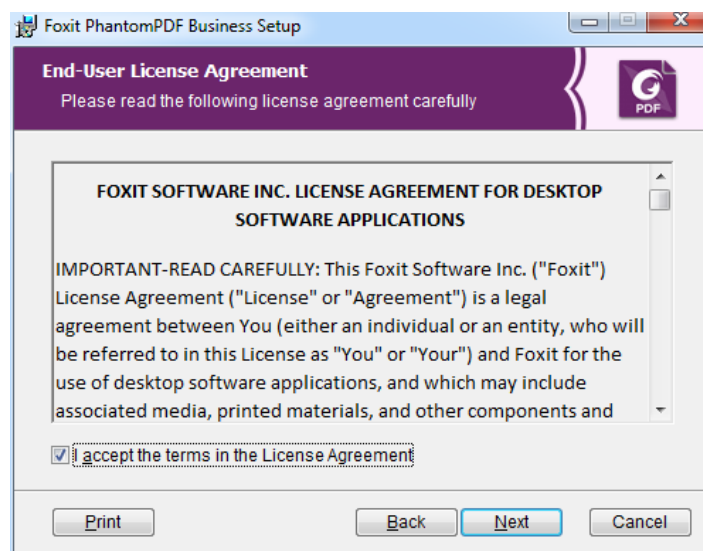 Foxit PhantomPDF Business Setup
End-User License Agreement
Please read the following license agreement carefully
PDF
FOXIT SOFTWARE INC. LICENSE AGREEMENT FOR DESKTOP
SOFTWARE APPLICATIONS
IMPORTANT-READ CAREFULLY: This Foxit Software Inc. ("Foxit")
License Agreement ("License" or "Agreement") is a legal
agreement between You (either an individual or an entity, who will
be referred to in this License as "You" or "Your") and Foxit for the
use of desktop software applications, and which may include
associated media, printed materials, and other components and
I accept the terms in the License Agreement
Print
Back
Next
Cancel